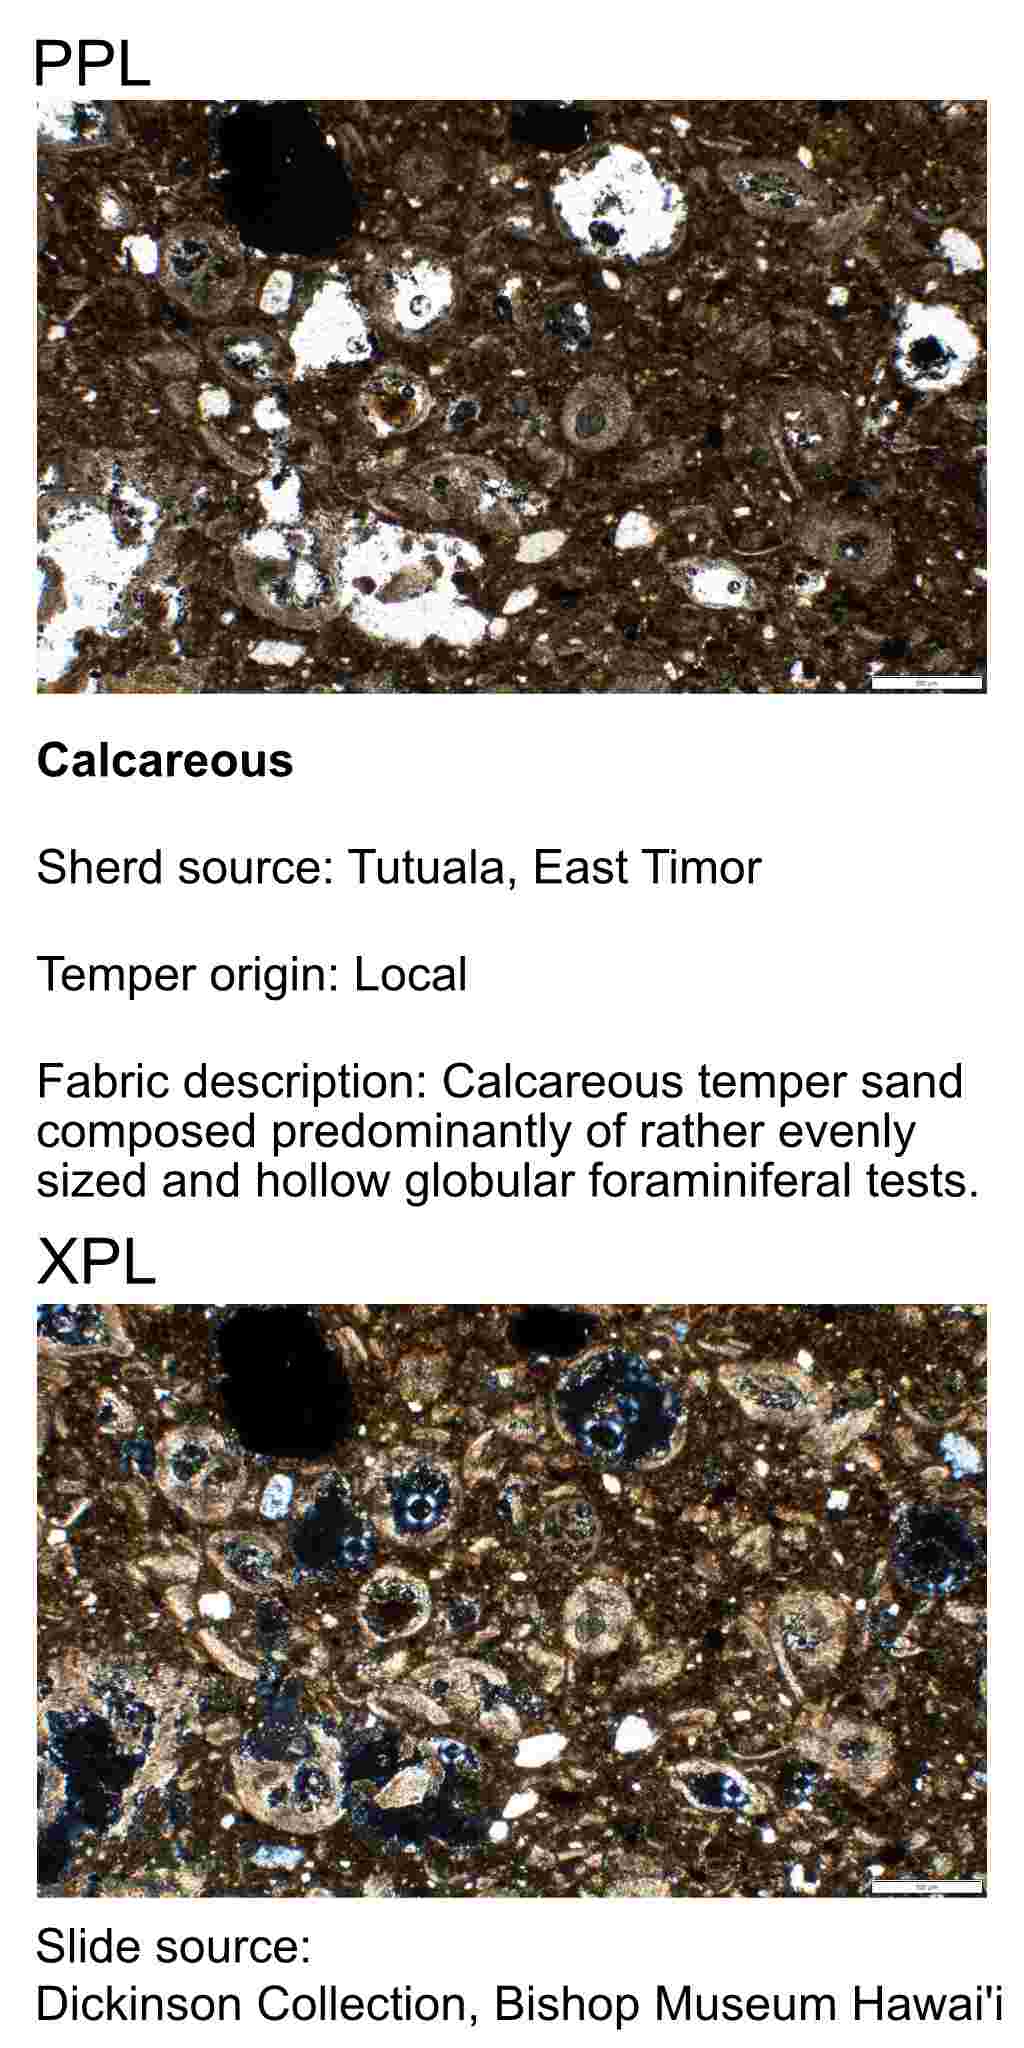 PPL
Calcareous
Sherd source: Tutuala, East Timor
Temper origin: Local
Fabric description: Calcareous temper sand
composed predominantly of rather evenly
sized and hollow globular foraminiferal tests.
XPL
Slide source:
Dickinson Collection, Bishop Museum Hawai'i